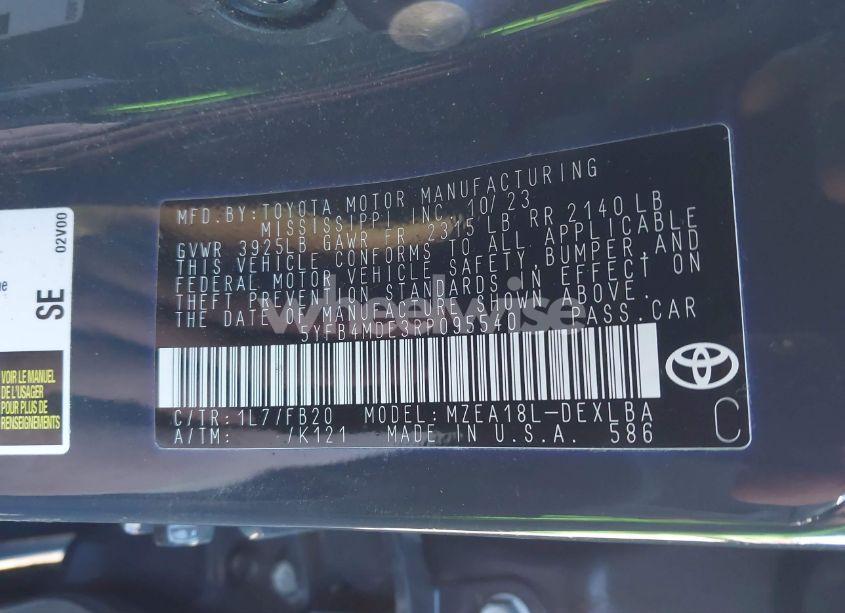 MFD. BY: TOYOTA MOTOR MANUFACTURING
MISSISSIPPI INC. 10/23
GVWR 3925LB GAWR FR 2315 LB RR 2140 LB
THIS VEHICLE CONFORMS TO ALL APPLICABLE
FEDERAL MOTOR VEHICLE SAFETY, BUMPER, AND
THEFT PREVENTION STANDARDS IN EFFECT ON
THE DATE OF MANUFACTURE SHOWN ABOVE.
5YFB4MDE5RP095540 PASS. CAR
C/TR: 1L7/FB20 MODEL: MZEA18L-DEXLBA
A/TM: /K121 MADE IN U.S.A. 586
C
SE
02V00
VOIR LE MANUEL
DE L'USAGER
POUR PLUS DE
RENSEIGNEMENTS
wheelwise